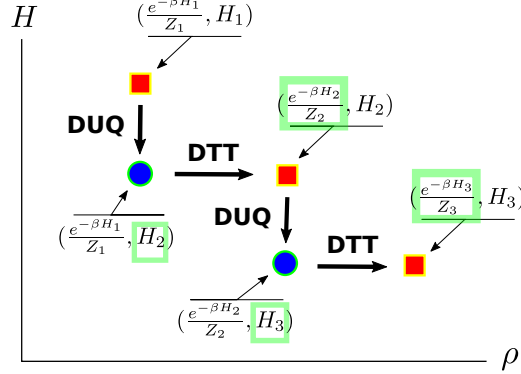 H
(e^{-βH_1}/Z_1, H_1)
DUQ
(e^{-βH_2}/Z_2, H_2)
DTT
(e^{-βH_3}/Z_3, H_3)
(e^{-βH_1}/Z_1, H_2)
DUQ
DTT
(e^{-βH_2}/Z_2, H_3)
ρ